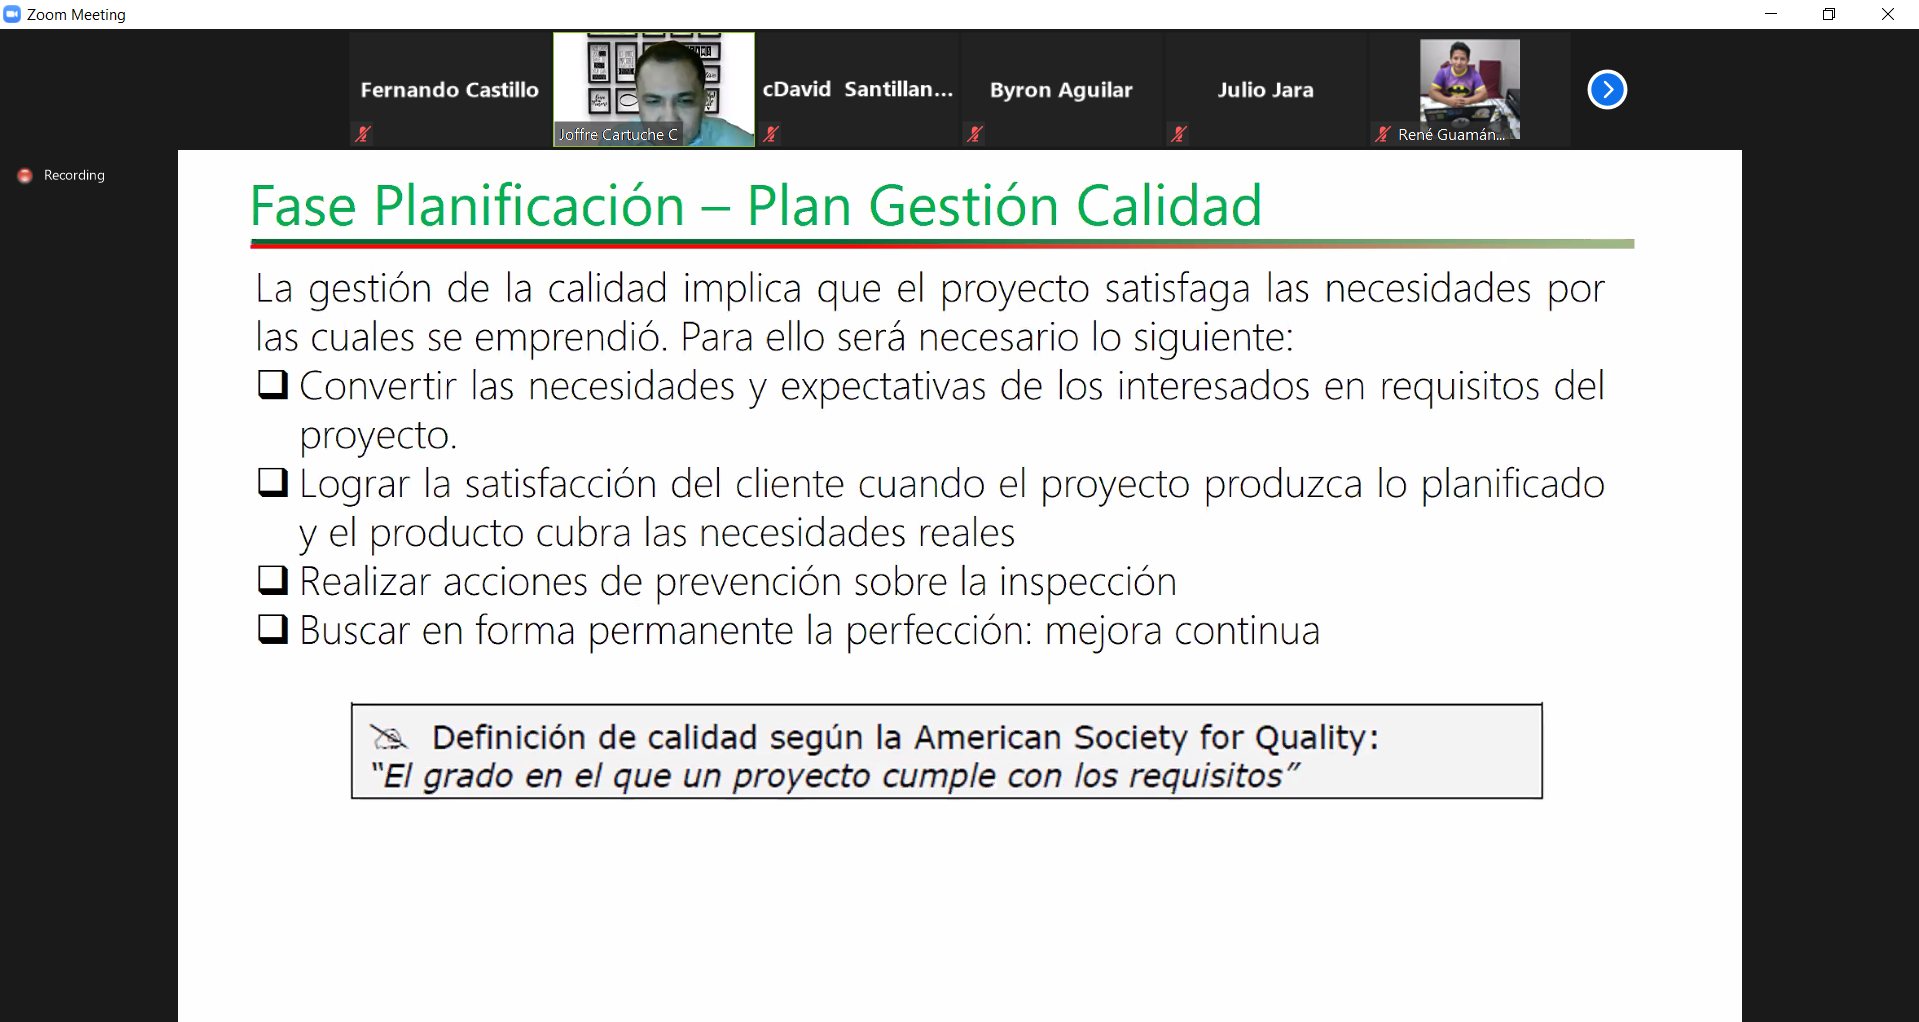 Zoom Meeting
Fernando Castillo
Joffre Cartuche C
cDavid Santillan...
Byron Aguilar
Julio Jara
René Guamán...
Recording
Fase Planificación – Plan Gestión Calidad
La gestión de la calidad implica que el proyecto satisfaga las necesidades por
las cuales se emprendió. Para ello será necesario lo siguiente:
Convertir las necesidades y expectativas de los interesados en requisitos del
proyecto.
Lograr la satisfacción del cliente cuando el proyecto produzca lo planificado
y el producto cubra las necesidades reales
Realizar acciones de prevención sobre la inspección
Buscar en forma permanente la perfección: mejora continua
Definición de calidad según la American Society for Quality:
“El grado en el que un proyecto cumple con los requisitos”